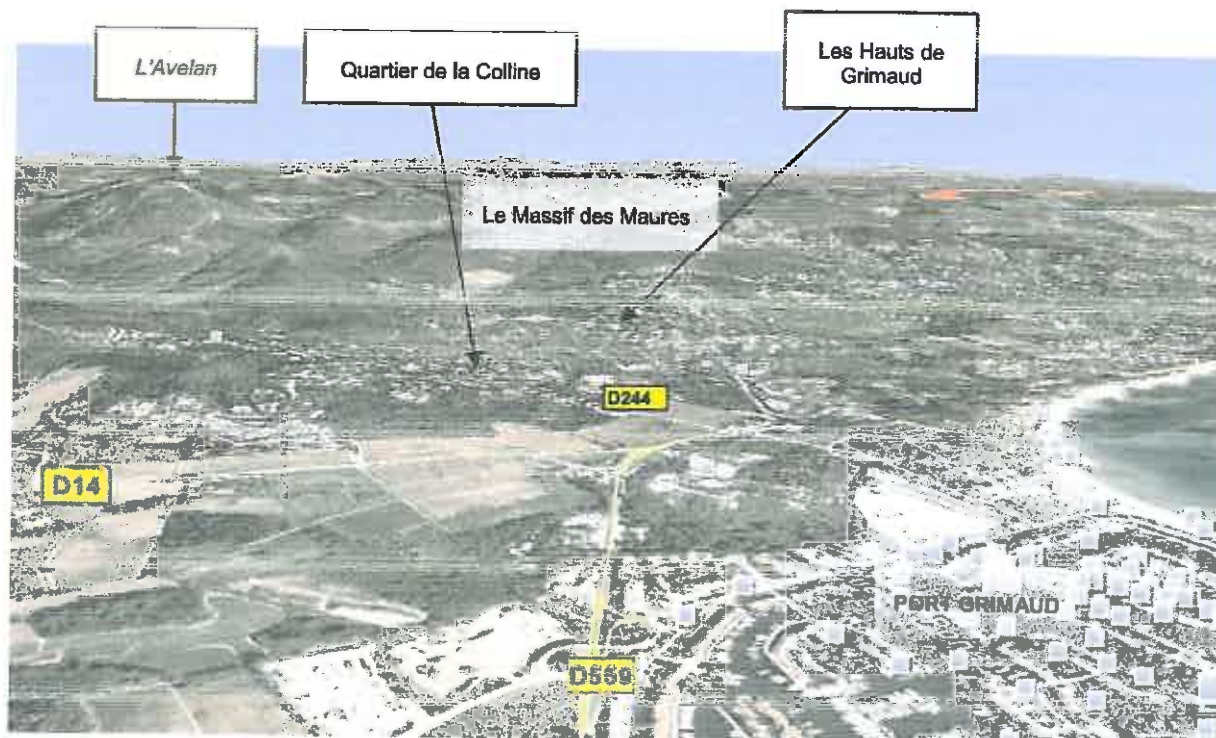 L'Avelan
Quartier de la Colline
Les Hauts de
Grimaud
Le Massif des Maures
D244
D14
PORT GRIMAUD
D559